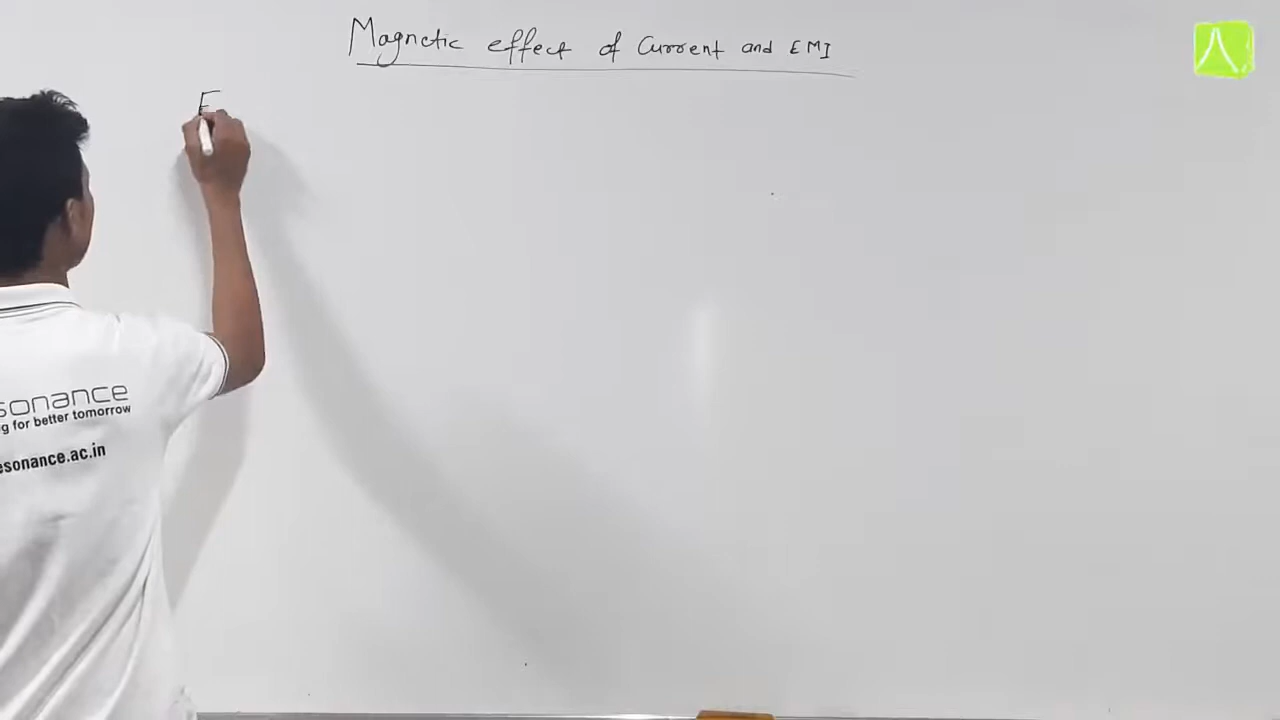 Magnetic effect of Current and EMI
E
sonance
g for better tomorrow
esonance.ac.in